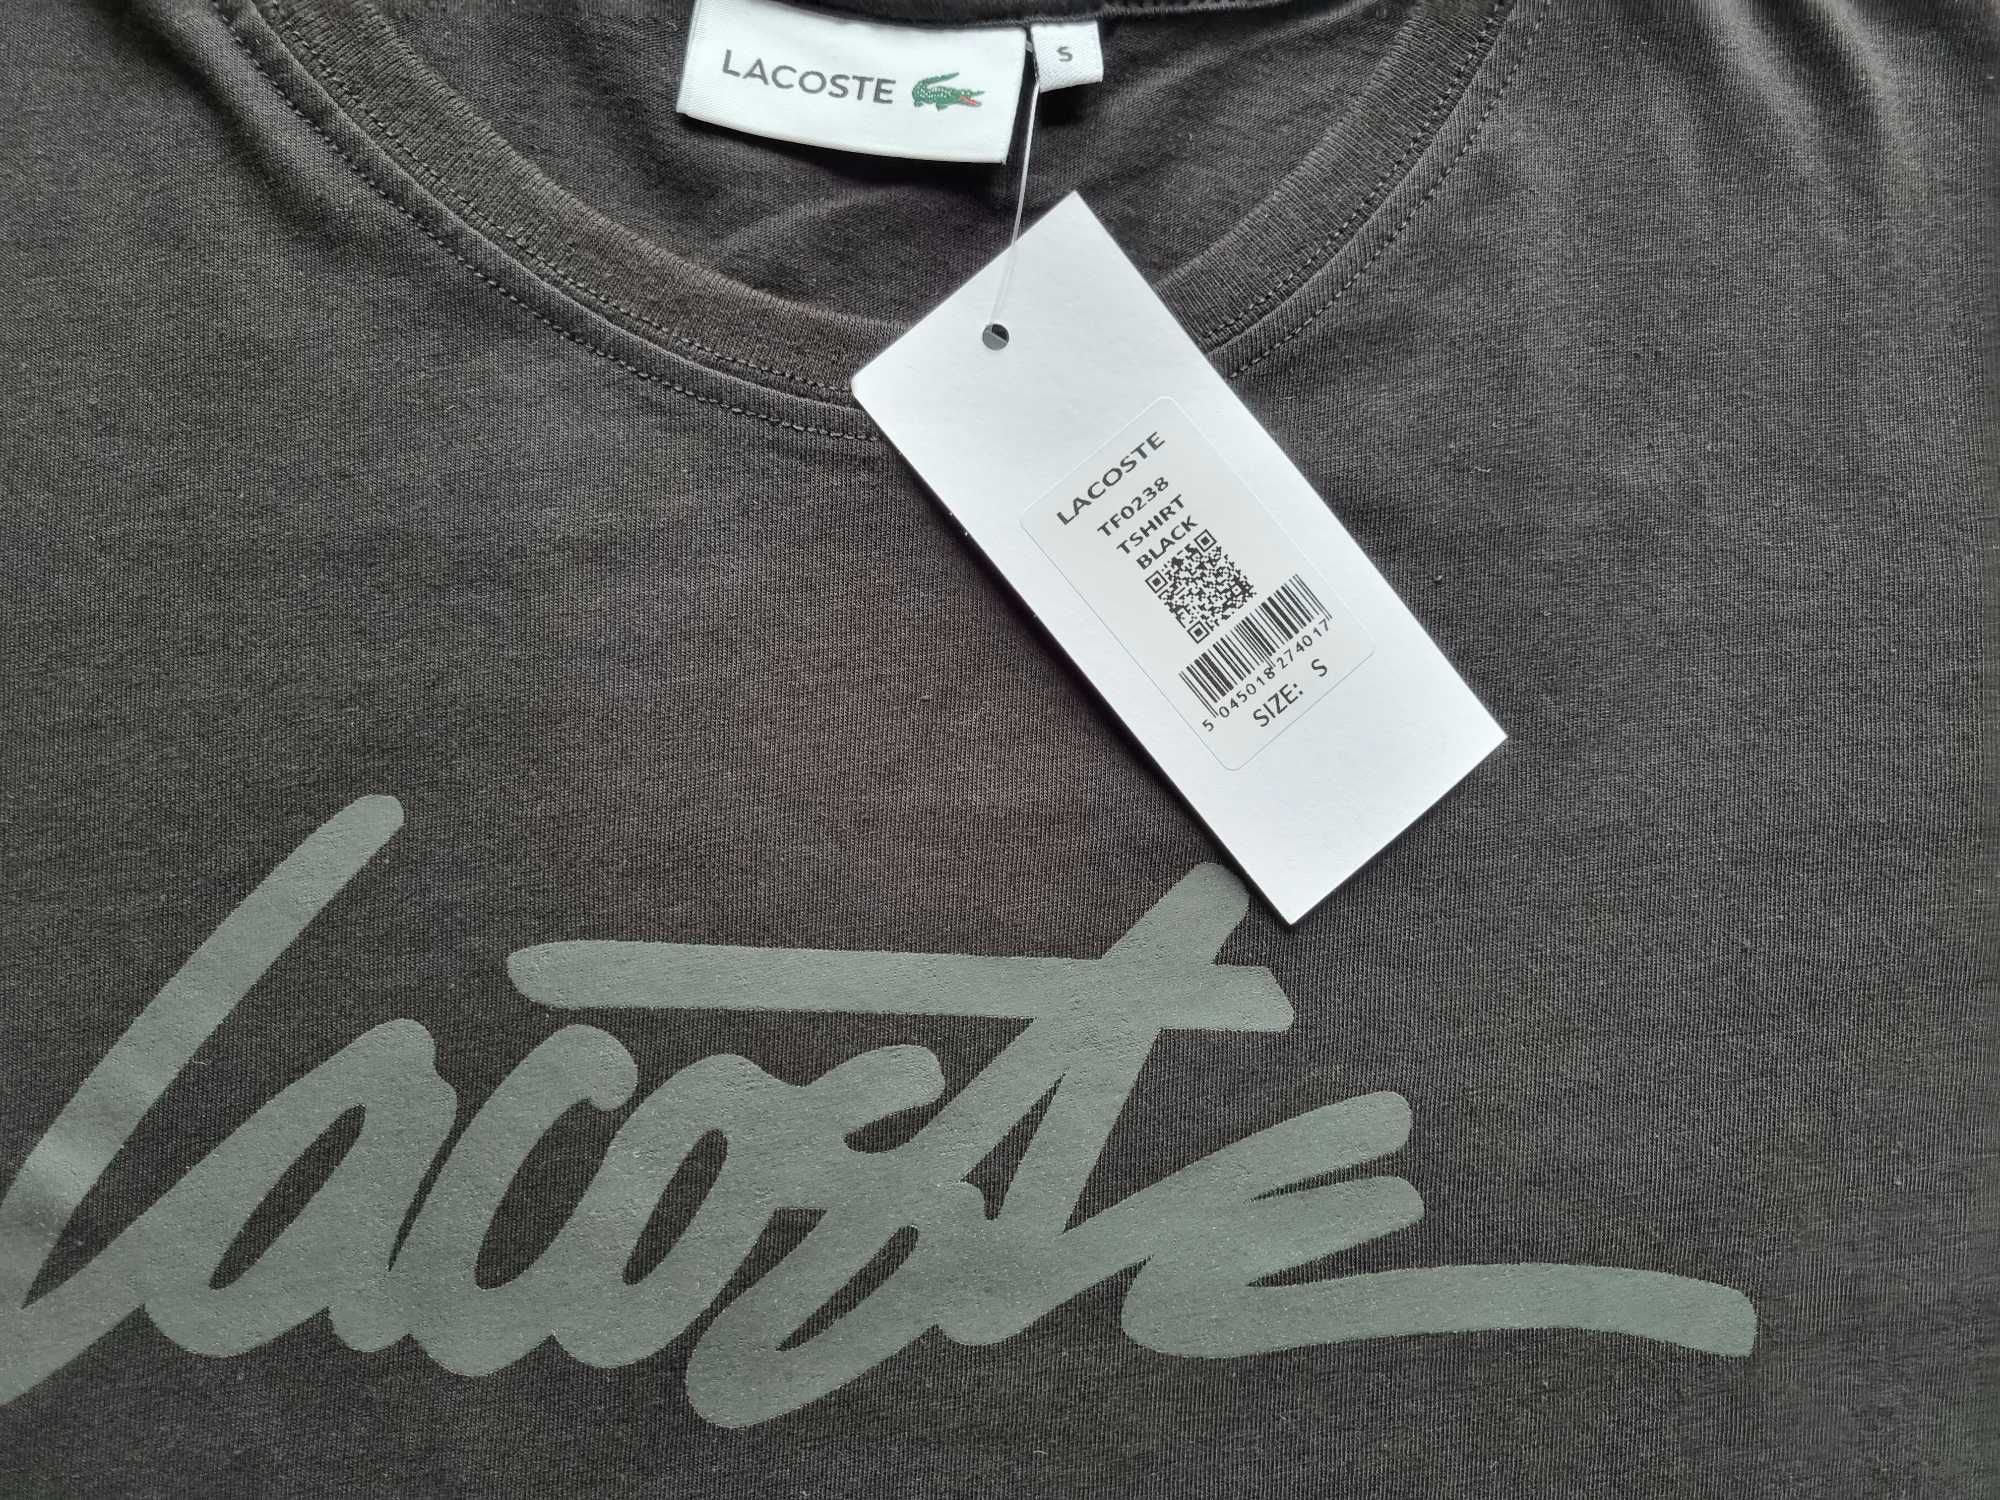 LACOSTE
S
LACOSTE
TF0238
TSHIRT
BLACK
5 045018 274017
SIZE: S
Lacoste